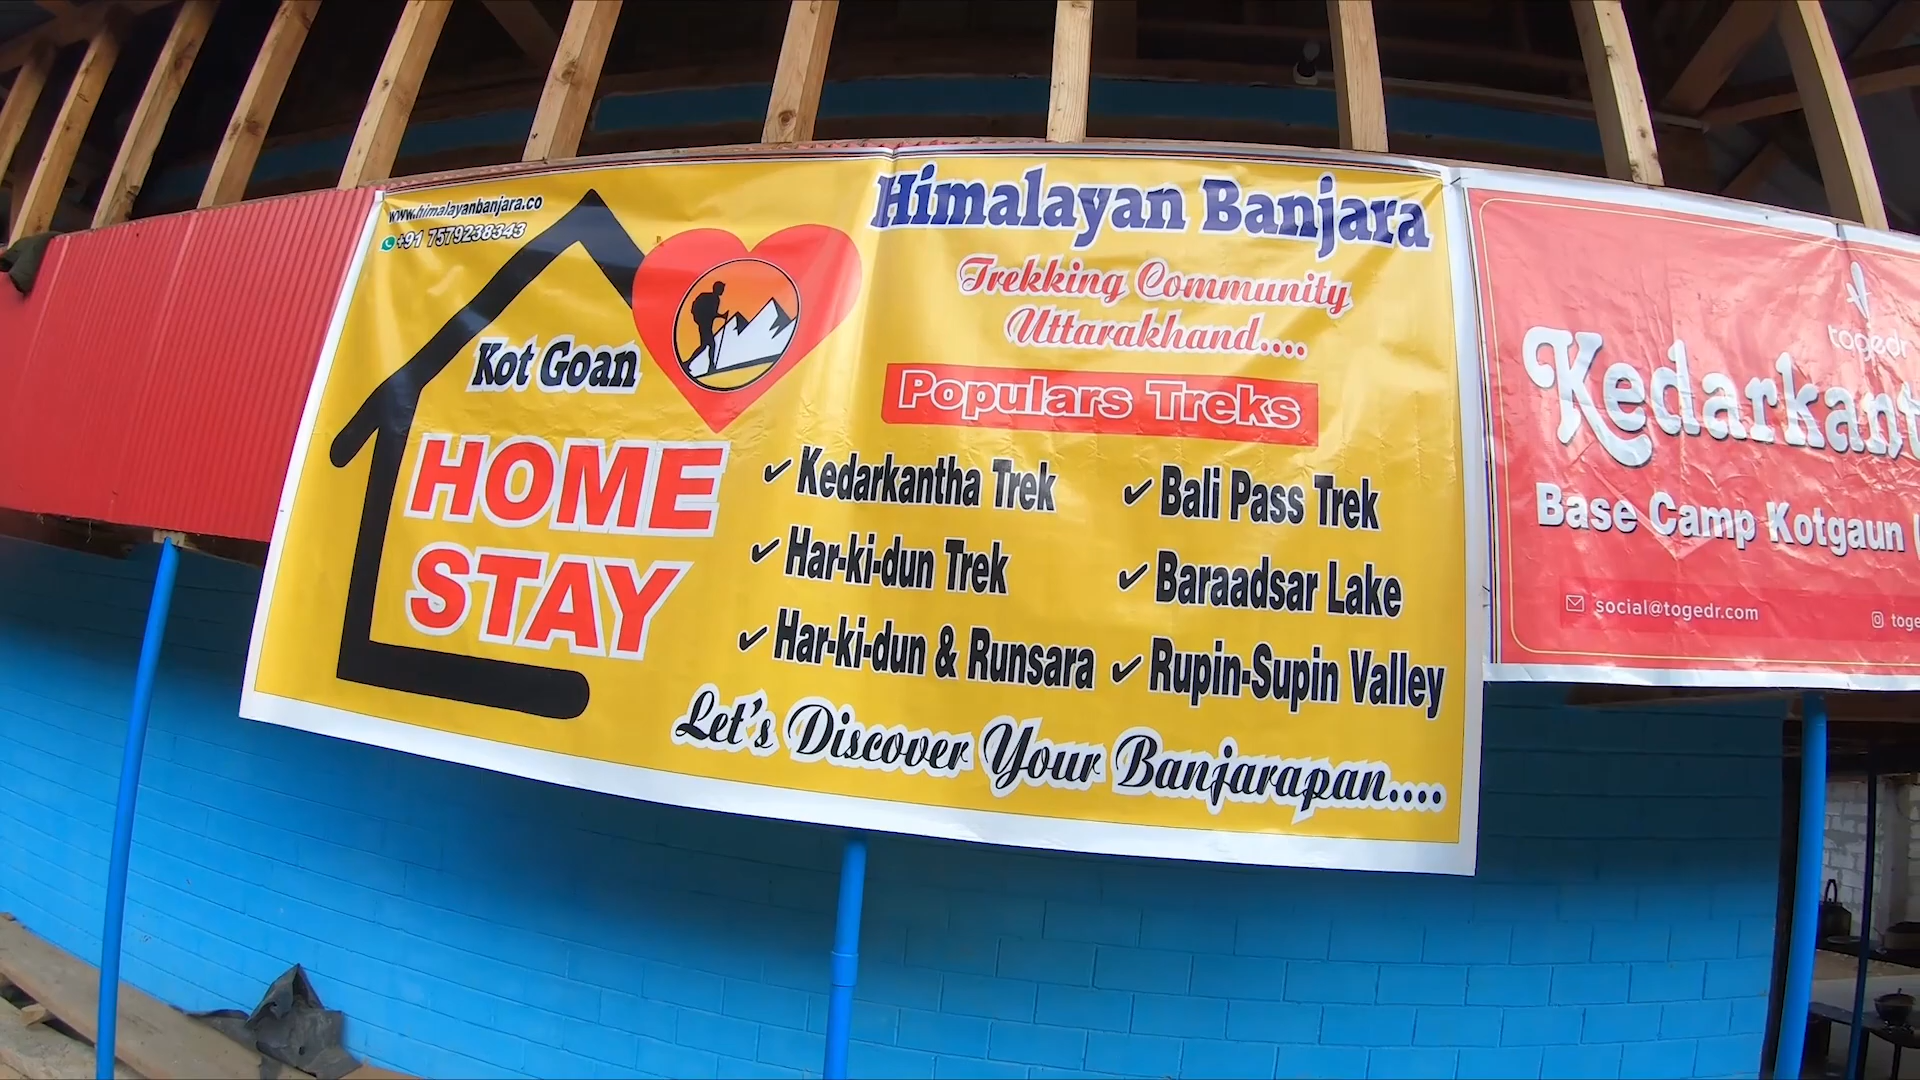 www.himalayanbanjara.co
+91 7579238343
Kot Goan
HOME
STAY
Himalayan Banjara
Trekking Community
Uttarakhand....
Populars Treks
✓ Kedarkantha Trek
✓ Har-ki-dun Trek
✓ Har-ki-dun & Runsara
✓ Bali Pass Trek
✓ Baraadsar Lake
✓ Rupin-Supin Valley
Let's Discover Your Banjarapan....
togedr
Kedarkant
Base Camp Kotgaun
social@togedr.com
toge